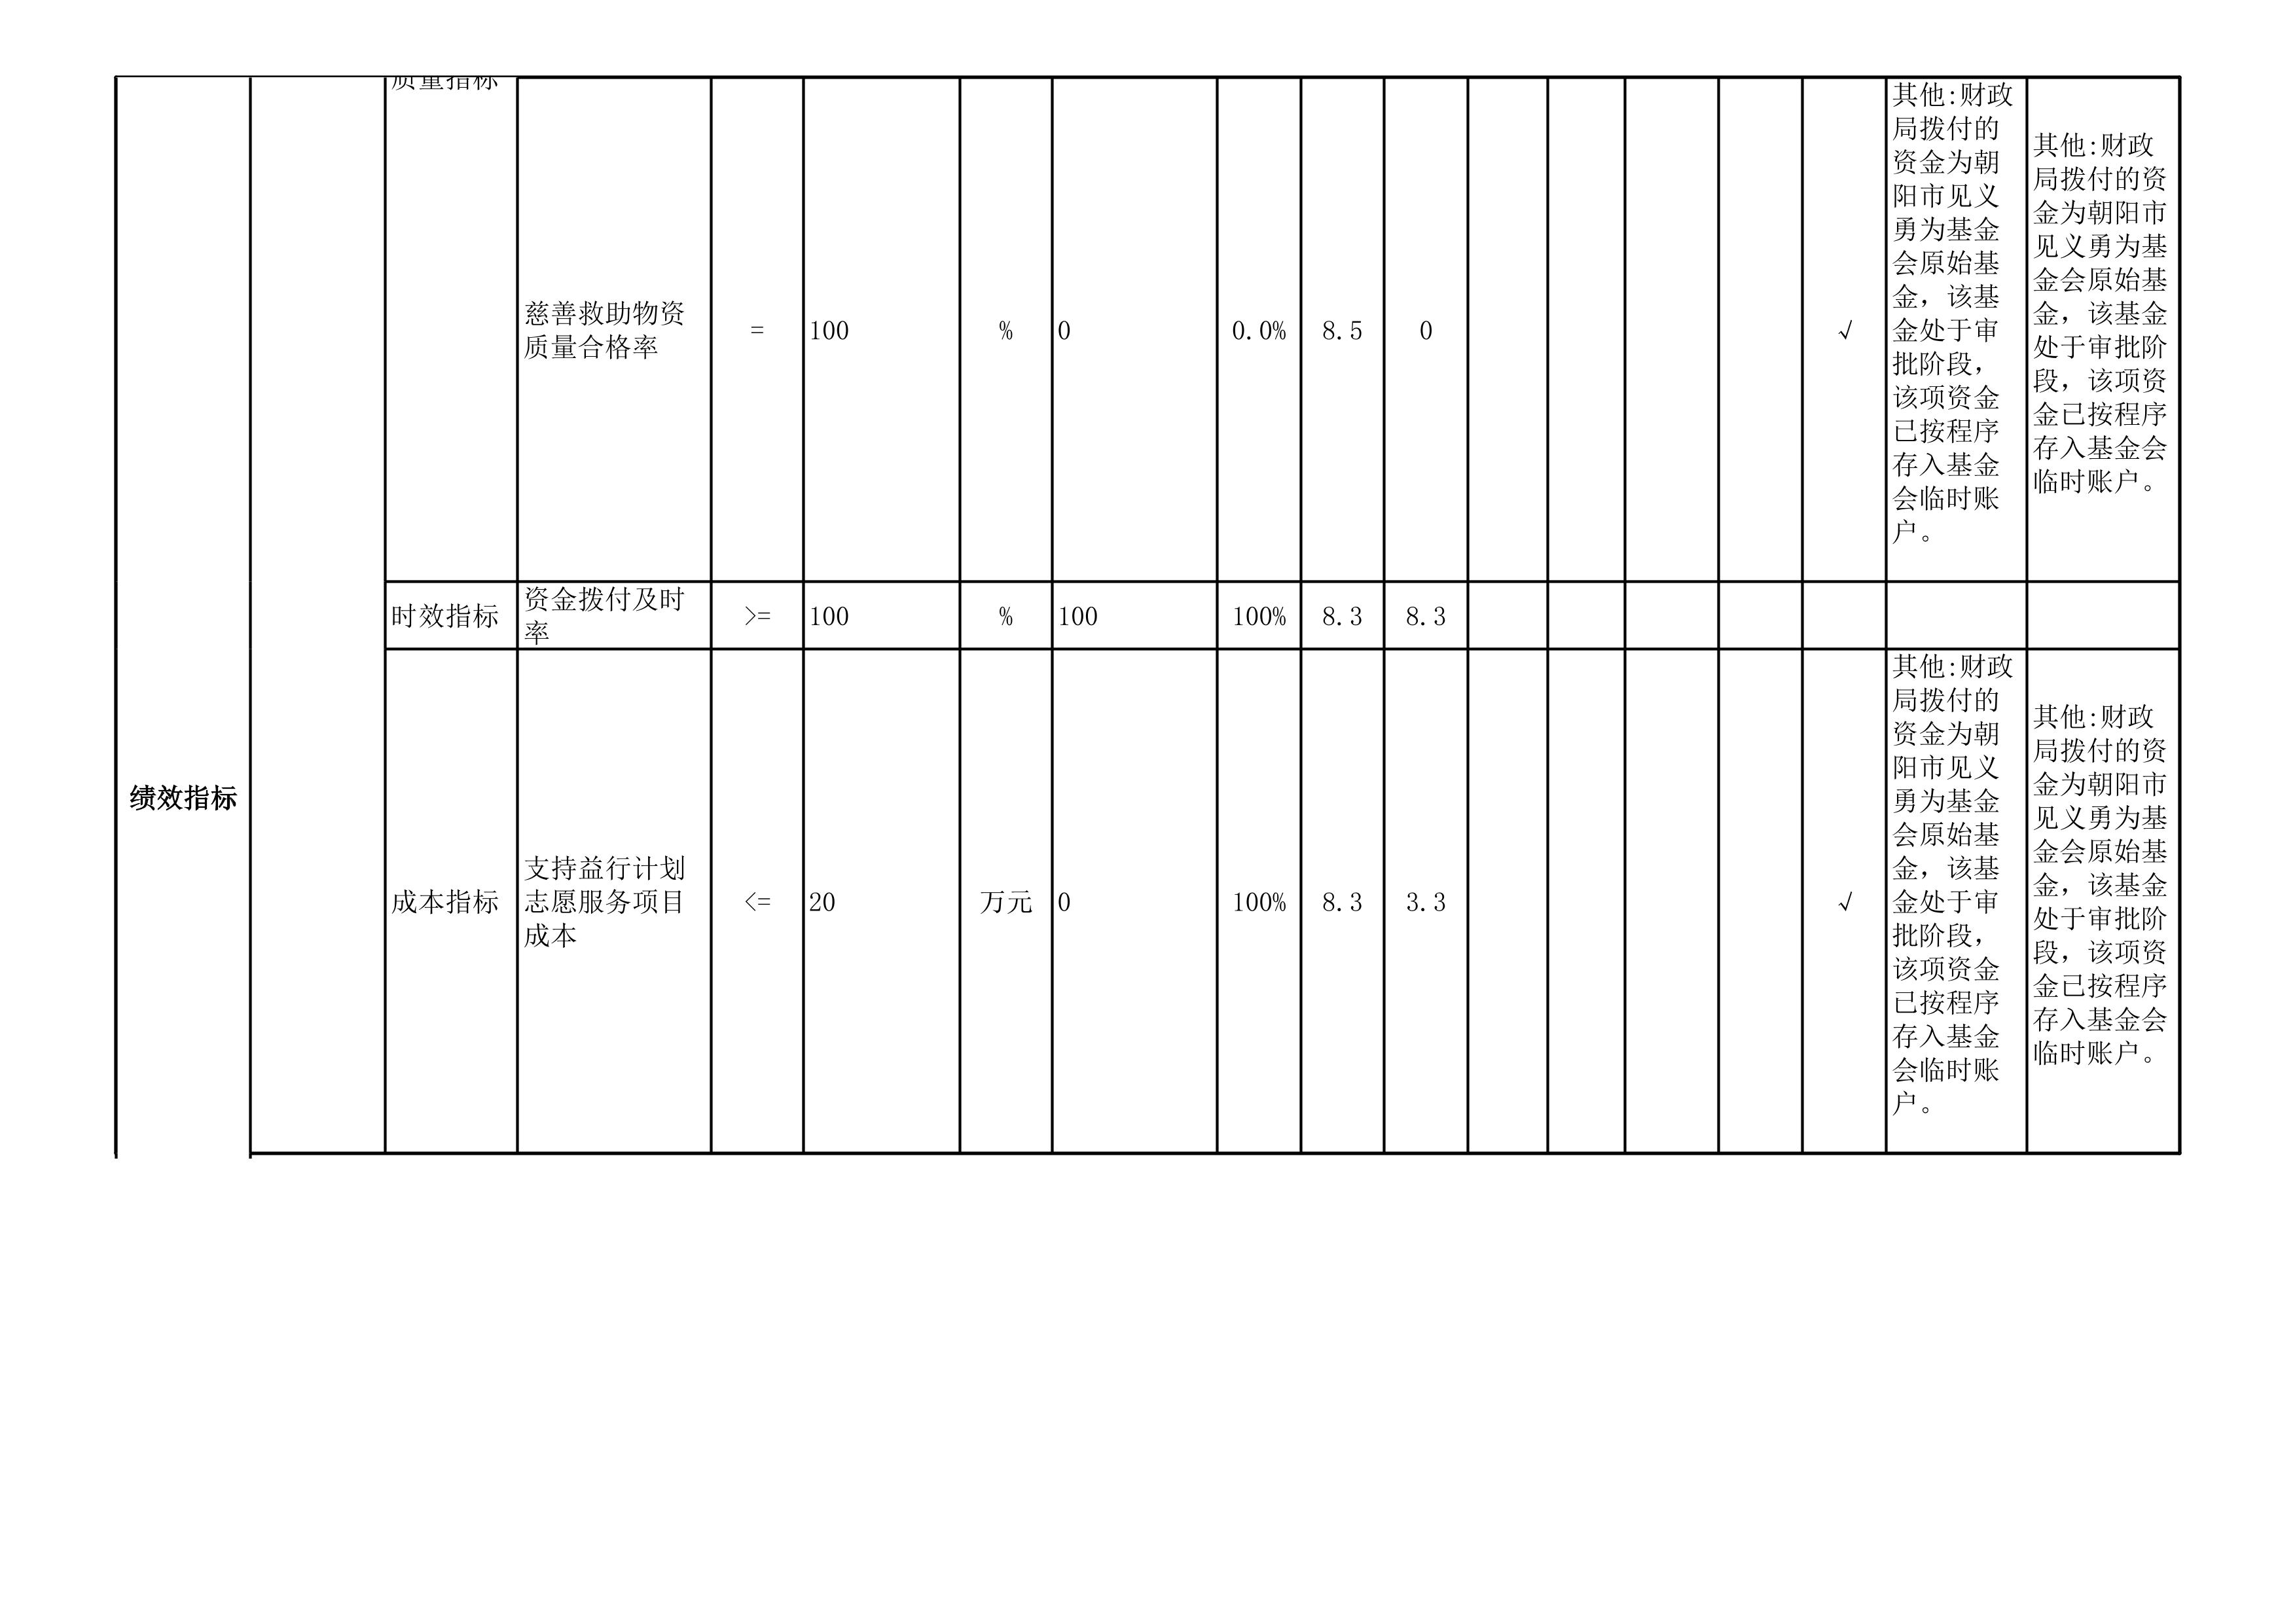 质量指标
慈善救助物资
质量合格率
=
100
%
0
0.0%
8.5
0
√
其他:财政
局拨付的
资金为朝
阳市见义
勇为基金
会原始基
金，该基
金处于审
批阶段，
该项资金
已按程序
存入基金
会临时账
户。
其他:财政
局拨付的资
金为朝阳市
见义勇为基
金会原始基
金，该基金
处于审批阶
段，该项资
金已按程序
存入基金会
临时账户。
时效指标
资金拨付及时
率
>=
100
%
100
100%
8.3
8.3
绩效指标
成本指标
支持益行计划
志愿服务项目
成本
<=
20
万元
0
100%
8.3
3.3
√
其他:财政
局拨付的
资金为朝
阳市见义
勇为基金
会原始基
金，该基
金处于审
批阶段，
该项资金
已按程序
存入基金
会临时账
户。
其他:财政
局拨付的资
金为朝阳市
见义勇为基
金会原始基
金，该基金
处于审批阶
段，该项资
金已按程序
存入基金会
临时账户。